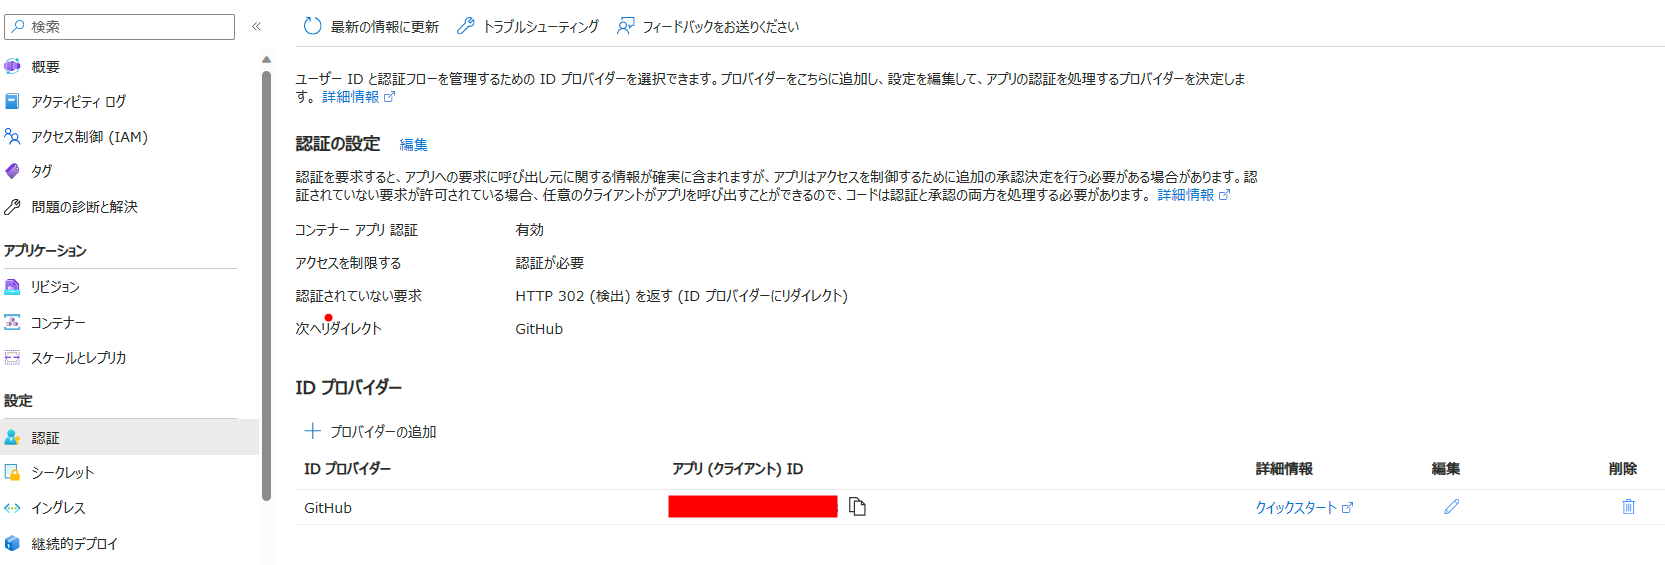 検索
«
最新の情報に更新
トラブルシューティング
フィードバックをお送りください
概要
アクティビティ ログ
アクセス制御 (IAM)
タグ
問題の診断と解決
アプリケーション
リビジョン
コンテナー
スケールとレプリカ
設定
認証
シークレット
イングレス
継続的デプロイ
ユーザー ID と認証フローを管理するための ID プロバイダーを選択できます。プロバイダーをこちらに追加し、設定を編集して、アプリの認証を処理するプロバイダーを決定しま
す。 詳細情報
認証の設定 編集
認証を要求すると、アプリへの要求に呼び出し元に関する情報が確実に含まれますが、アプリはアクセスを制御するために追加の承認決定を行う必要がある場合があります。認
証されていない要求が許可されている場合、任意のクライアントがアプリを呼び出すことができるので、コードは認証と承認の両方を処理する必要があります。 詳細情報
コンテナー アプリ 認証 有効
アクセスを制限する 認証が必要
認証されていない要求 HTTP 302 (検出) を返す (ID プロバイダーにリダイレクト)
次へリダイレクト GitHub
ID プロバイダー
プロバイダーの追加
ID プロバイダー アプリ (クライアント) ID 詳細情報 編集 削除
GitHub クイックスタート